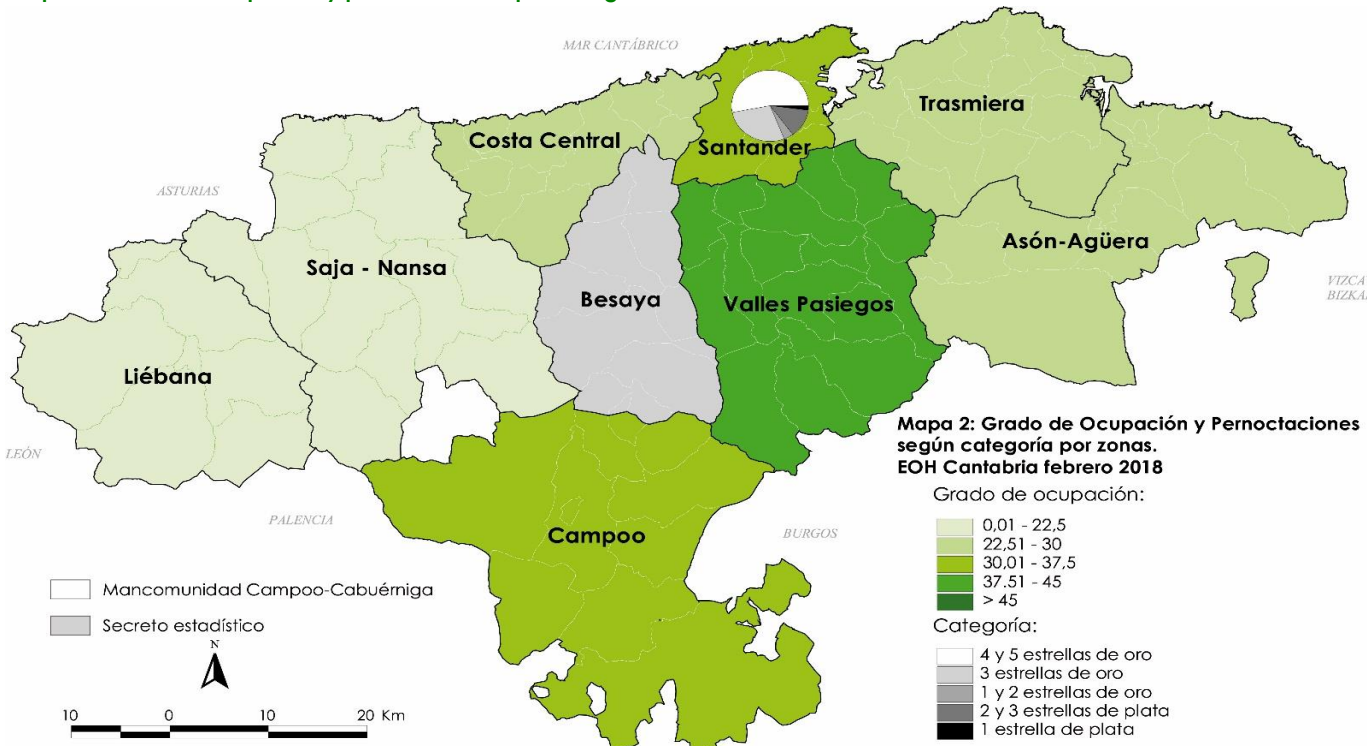 MAR CANTÁBRICO
Trasmiera
Costa Central
Santander
ASTURIAS
Asón-Agüera
Saja - Nansa
VIZCA
BIZKAI
Besaya
Valles Pasiegos
Liébana
LEÓN
Mapa 2: Grado de Ocupación y Pernoctaciones
según categoría por zonas.
EOH Cantabria febrero 2018
PALENCIA
BURGOS
Campoo
Grado de ocupación:
0,01 - 22,5
22,51 - 30
30,01 - 37,5
37,51 - 45
> 45
Mancomunidad Campoo-Cabuérniga
Secreto estadístico
Categoría:
4 y 5 estrellas de oro
3 estrellas de oro
1 y 2 estrellas de oro
2 y 3 estrellas de plata
1 estrella de plata
N
10 0 10 20 Km